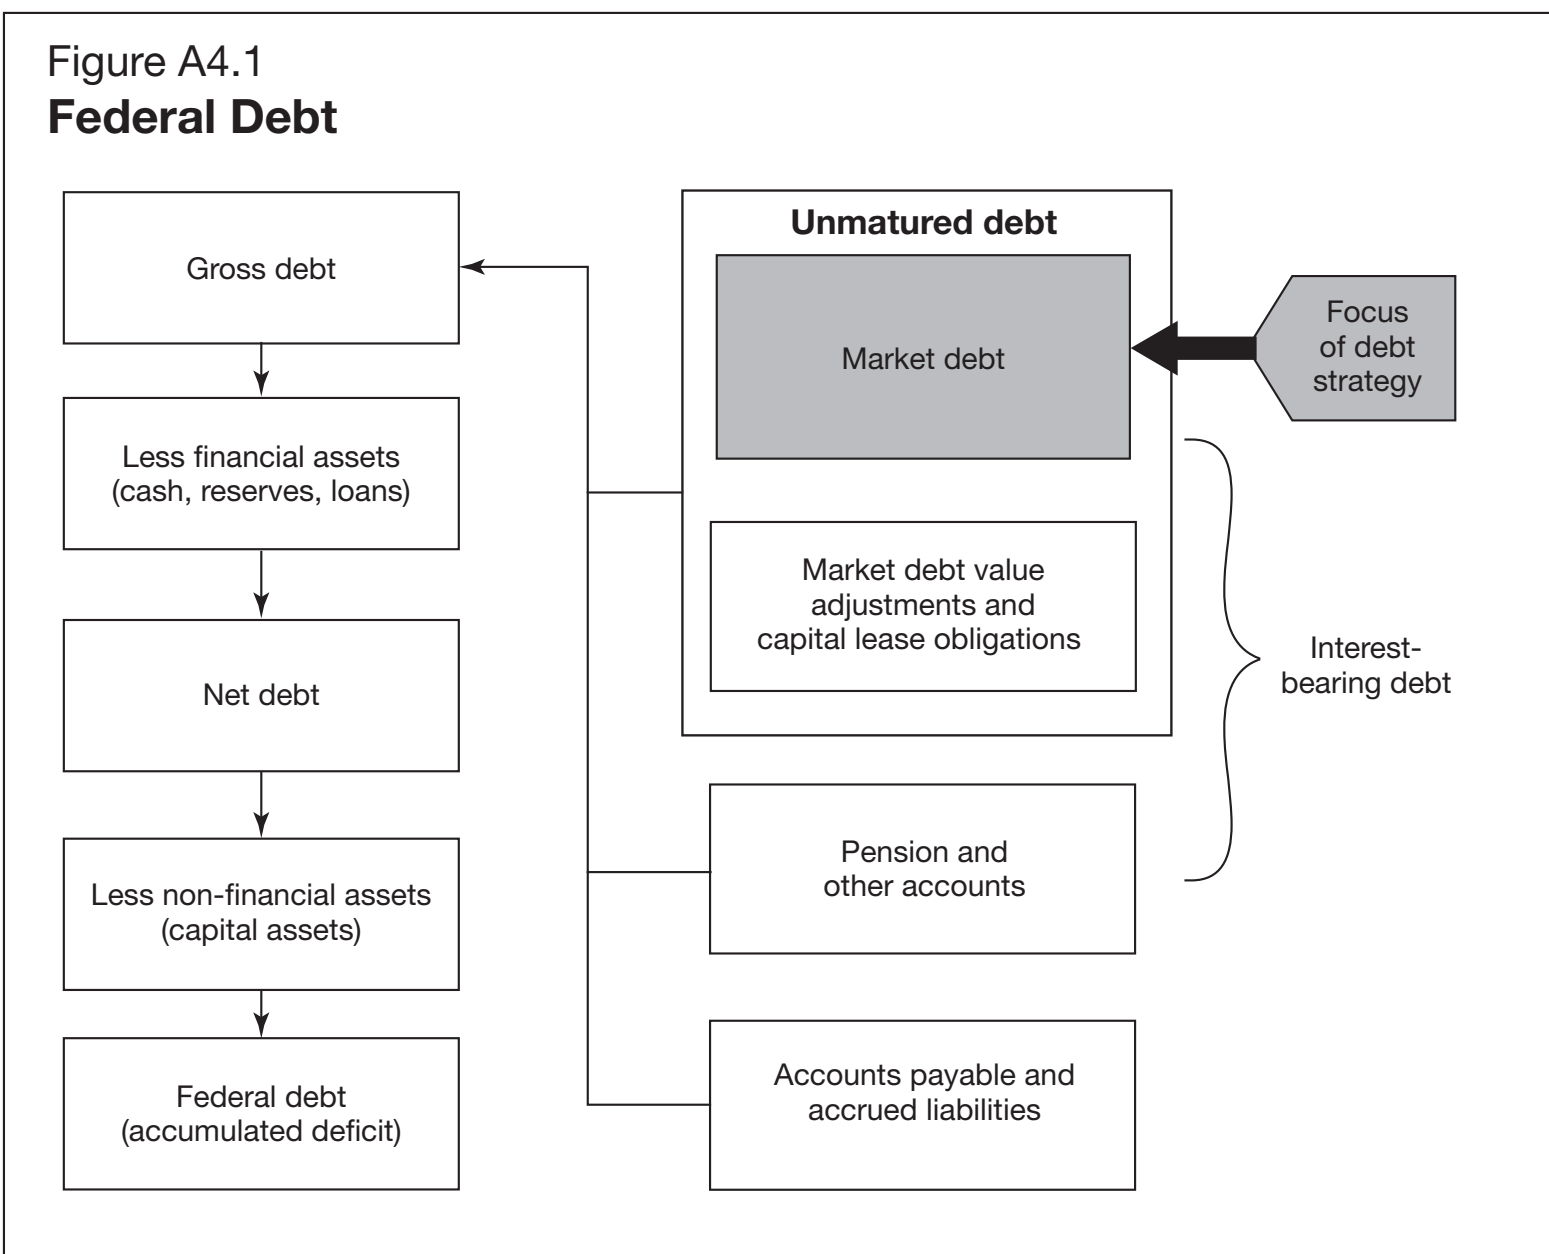 Figure A4.1
Federal Debt
Gross debt
Less financial assets
(cash, reserves, loans)
Net debt
Less non-financial assets
(capital assets)
Federal debt
(accumulated deficit)
Unmatured debt
Market debt
Market debt value
adjustments and
capital lease obligations
Pension and
other accounts
Accounts payable and
accrued liabilities
Focus
of debt
strategy
Interest-
bearing debt